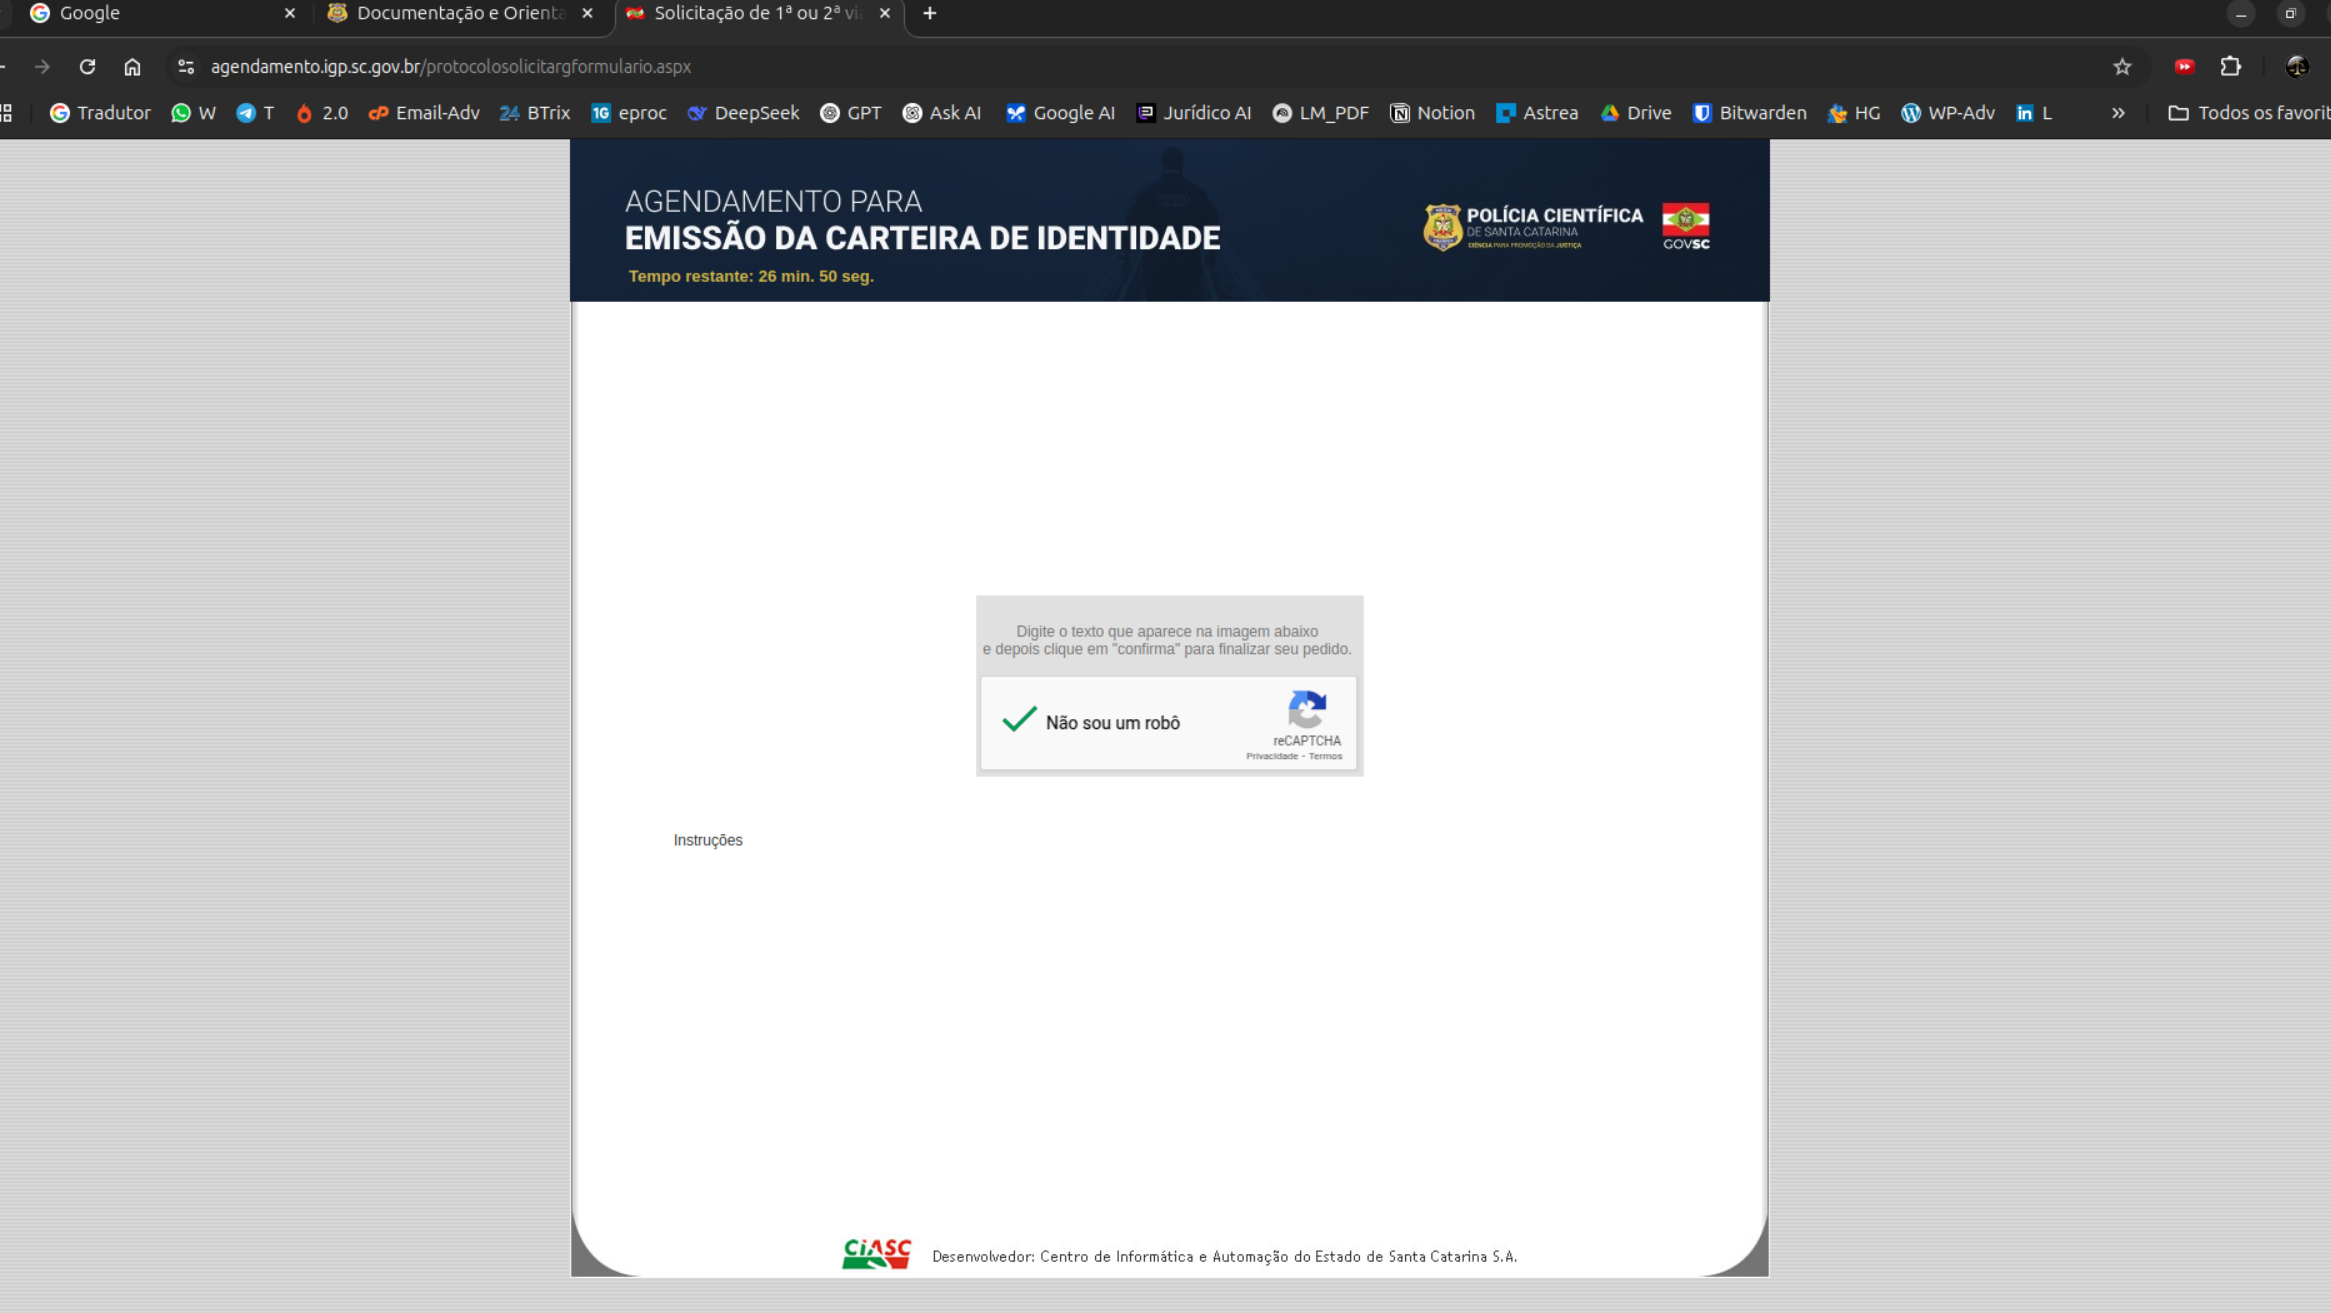 Google
Documentação e Orienta
Solicitação de 1ª ou 2ª via
agendamento.igp.sc.gov.br/protocolosolicitargformulario.aspx
Tradutor W T 2.0 Email-Adv BTrix eproc DeepSeek GPT Ask AI Google AI Jurídico AI LM_PDF Notion Astrea Drive Bitwarden HG WP-Adv L Todos os favorit
AGENDAMENTO PARA
EMISSÃO DA CARTEIRA DE IDENTIDADE
Tempo restante: 26 min. 50 seg.
POLÍCIA CIENTÍFICA
DE SANTA CATARINA
CIÊNCIA PARA PROMOÇÃO DA JUSTIÇA
GOVSC
Digite o texto que aparece na imagem abaixo
e depois clique em "confirma" para finalizar seu pedido.
Não sou um robô
reCAPTCHA
Privacidade - Termos
Instruções
CIASC
Desenvolvedor: Centro de Informática e Automação do Estado de Santa Catarina S.A.